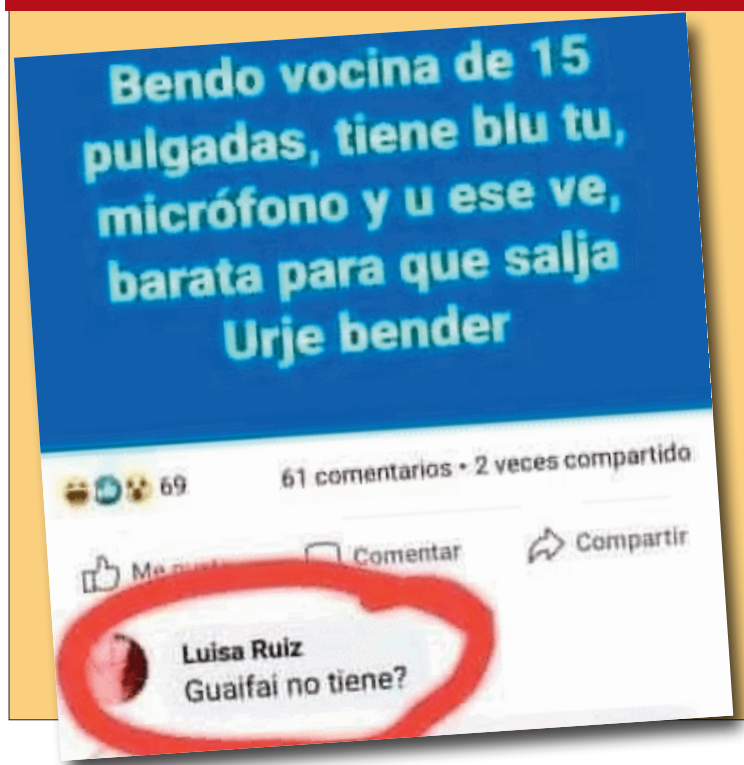 Bendo vocina de 15
pulgadas, tiene blu tu,
micrófono y u ese ve,
barata para que salja
Urje bender
69
61 comentarios • 2 veces compartido
Me
Comentar
Compartir
Luisa Ruiz
Guaifai no tiene?